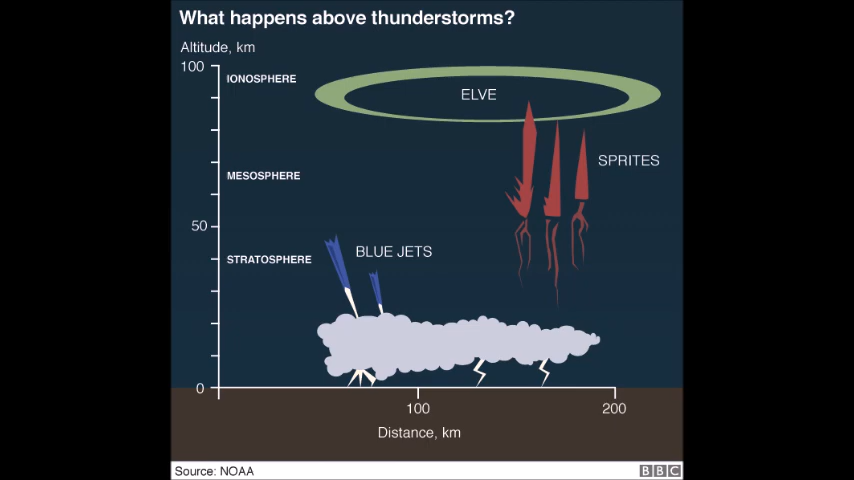 What happens above thunderstorms?
Altitude, km
100
IONOSPHERE
ELVE
SPRITES
MESOSPHERE
50
BLUE JETS
STRATOSPHERE
0
100
200
Distance, km
Source: NOAA
BBC